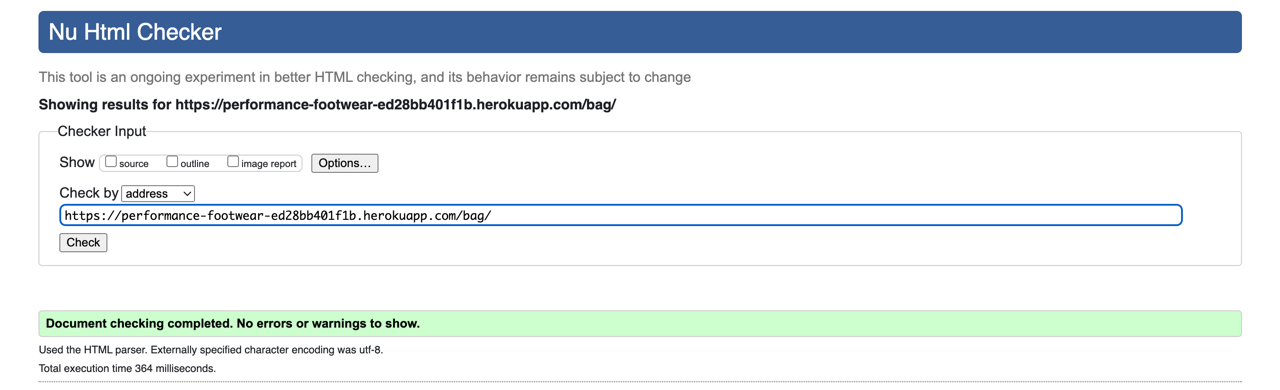 Nu Html Checker
This tool is an ongoing experiment in better HTML checking, and its behavior remains subject to change
Showing results for https://performance-footwear-ed28bb401f1b.herokuapp.com/bag/
Checker Input
Show source outline image report Options...
Check by address
https://performance-footwear-ed28bb401f1b.herokuapp.com/bag/
Check
Document checking completed. No errors or warnings to show.
Used the HTML parser. Externally specified character encoding was utf-8.
Total execution time 364 milliseconds.